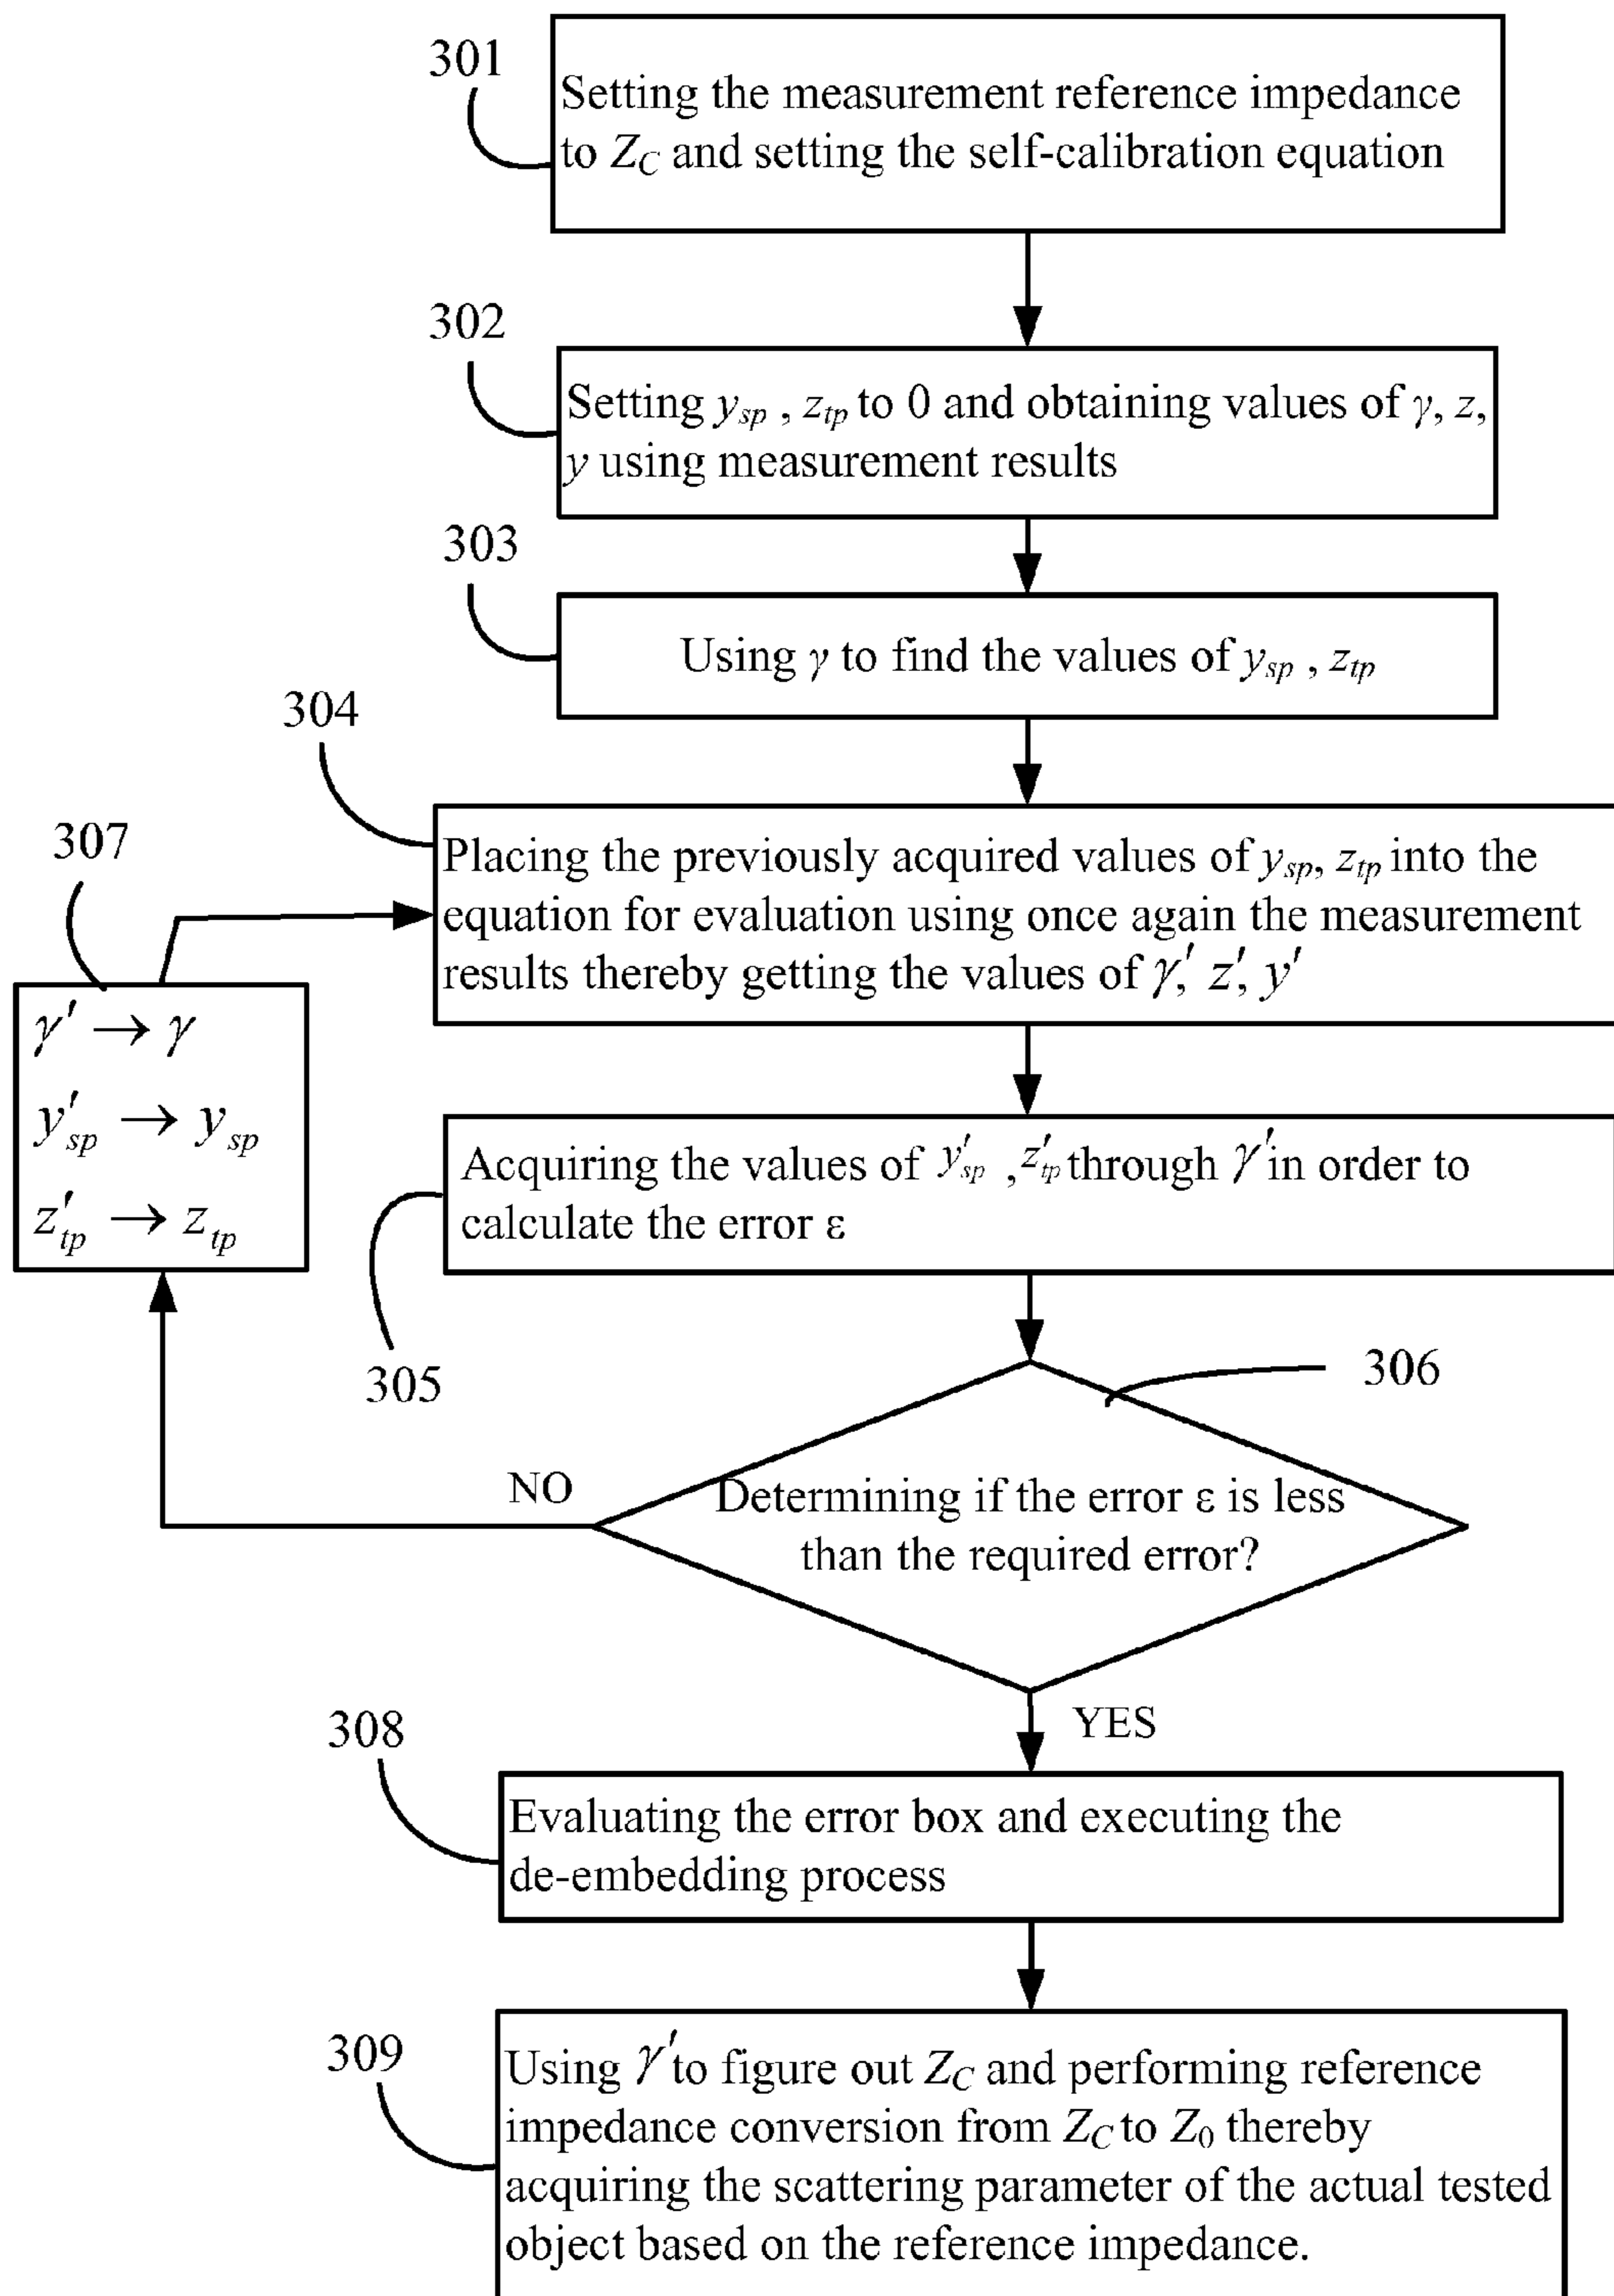 301
Setting the measurement reference impedance
to Z_C and setting the self-calibration equation
302
Setting y_sp , z_tp to 0 and obtaining values of γ, z,
y using measurement results
303
Using γ to find the values of y_sp , z_tp
304
Placing the previously acquired values of y_sp, z_tp into the
equation for evaluation using once again the measurement
results thereby getting the values of γ′, z′, y′
307
γ′ → γ
y′_sp → y_sp
z′_tp → z_tp
Acquiring the values of y′_sp , z′_tp through γ′ in order to
calculate the error ε
305
306
Determining if the error ε is less
than the required error?
NO
YES
308
Evaluating the error box and executing the
de-embedding process
309
Using γ′ to figure out Z_C and performing reference
impedance conversion from Z_C to Z_0 thereby
acquiring the scattering parameter of the actual tested
object based on the reference impedance.